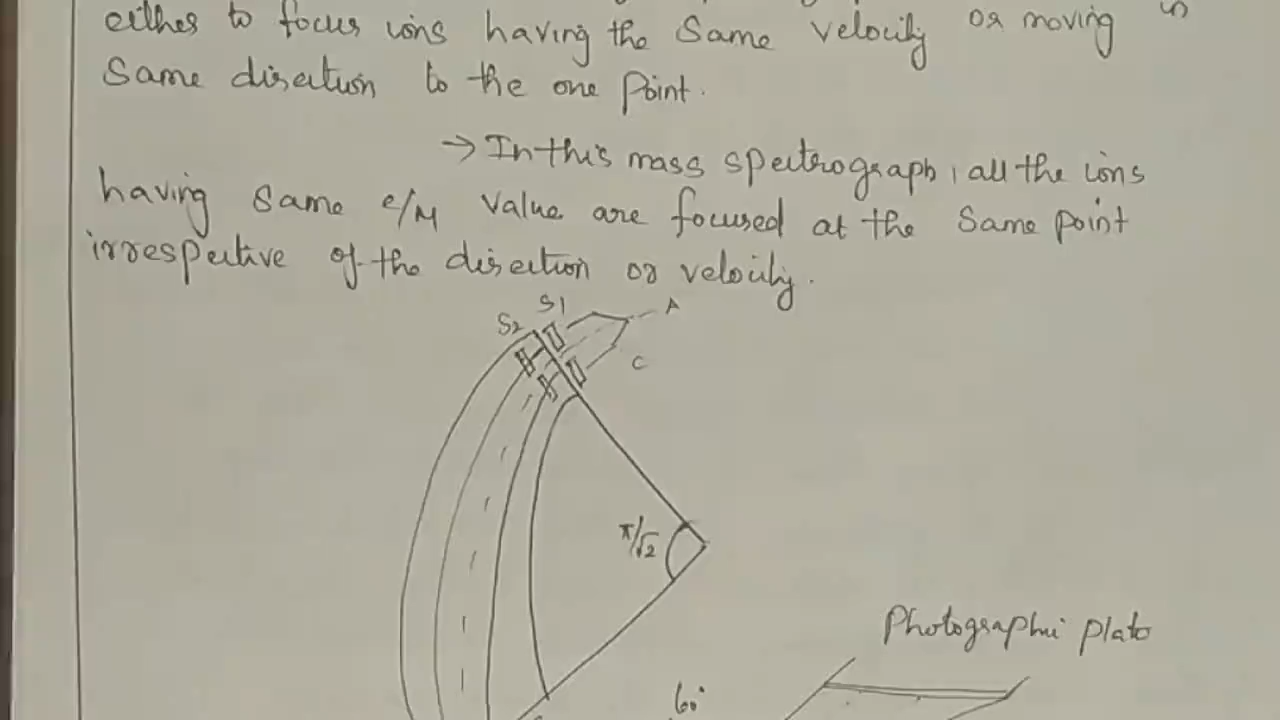 either to focus ions having the same velocity or moving in
same direction to the one point.
→ In this mass spectrograph, all the ions
having same e/M value are focused at the same point
irrespective of the direction or velocity.
S1
A
S2
C
π/√2
Photographic plate
60°